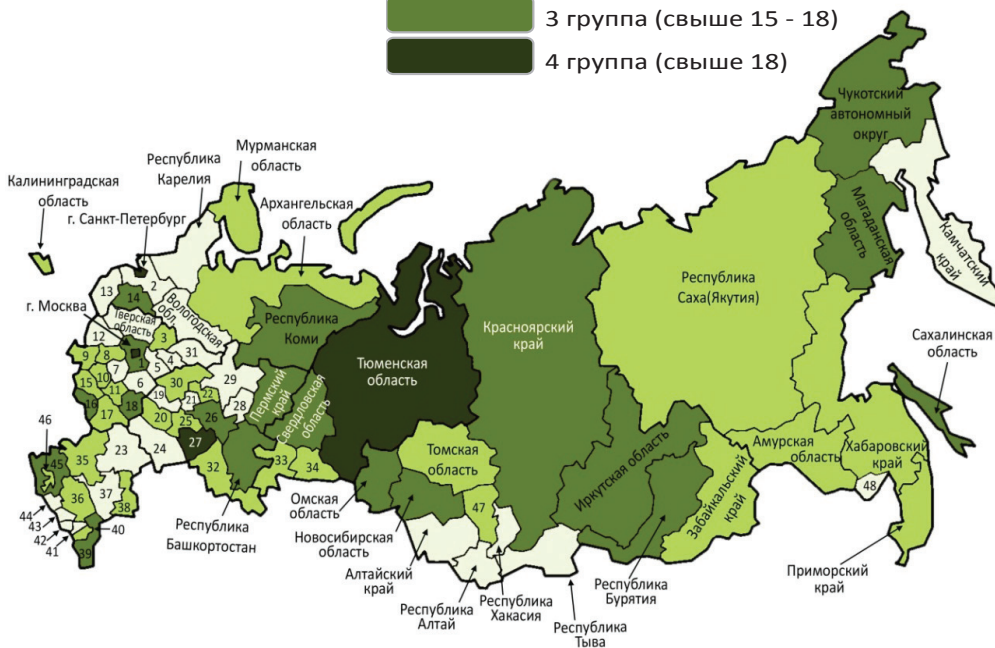 3 группа (свыше 15 - 18)
4 группа (свыше 18)
Чукотский
автономный
округ
Мурманская
область
Республика
Карелия
Калининградская
область
г. Санкт-Петербург
Архангельская
область
Магаданская
область
Камчатский
край
Республика
Саха(Якутия)
г. Москва
13
2
14
Вологодская
обл.
Тверская
область
3
12
Республика
Коми
Красноярский
край
Сахалинская
область
9
8
1
5
4
31
7
10
15
11
6
30
29
19
21
22
28
Тюменская
область
Пермский
край
Свердловская
область
16
17
18
20
25
26
27
46
45
35
23
24
32
33
34
Томская
область
Иркутская область
Забайкальский
край
Амурская
область
Хабаровский
край
48
36
37
38
47
44
43
42
41
40
39
Омская
область
Новосибирская
область
Республика
Башкортостан
Алтайский
край
Республика
Алтай
Республика
Хакасия
Республика
Тыва
Республика
Бурятия
Приморский
край